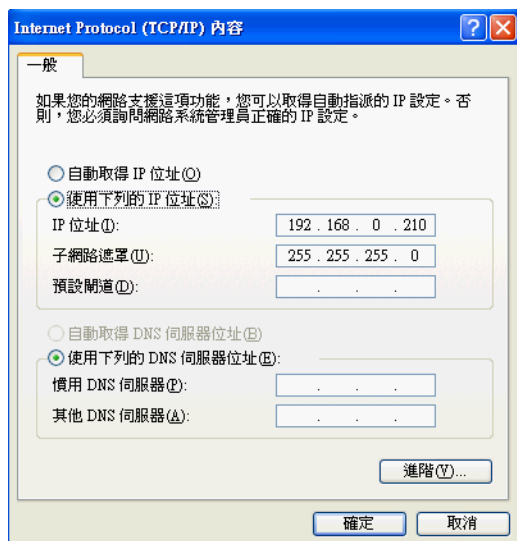 Internet Protocol (TCP/IP) 內容
一般
如果您的網路支援這項功能，您可以取得自動指派的 IP 設定。否
則，您必須詢問網路系統管理員正確的 IP 設定。
自動取得 IP 位址(O)
使用下列的 IP 位址(S):
IP 位址(I): 192 . 168 . 0 . 210
子網路遮罩(U): 255 . 255 . 255 . 0
預設閘道(D): . . .
自動取得 DNS 伺服器位址(B)
使用下列的 DNS 伺服器位址(E):
慣用 DNS 伺服器(P): . . .
其他 DNS 伺服器(A): . . .
進階(V)...
確定 取消